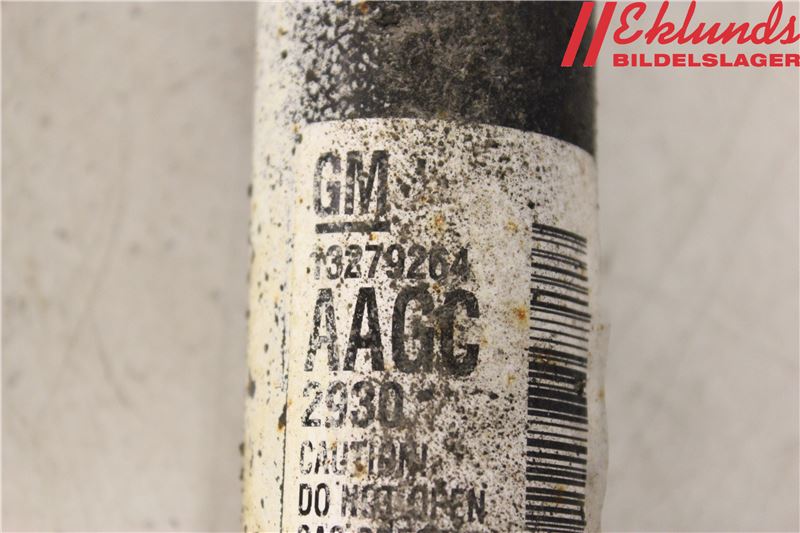 Eklunds
BILDELSLAGER
GM
13279264
AAGC
2930
CAUTION!
DO NOT OPEN